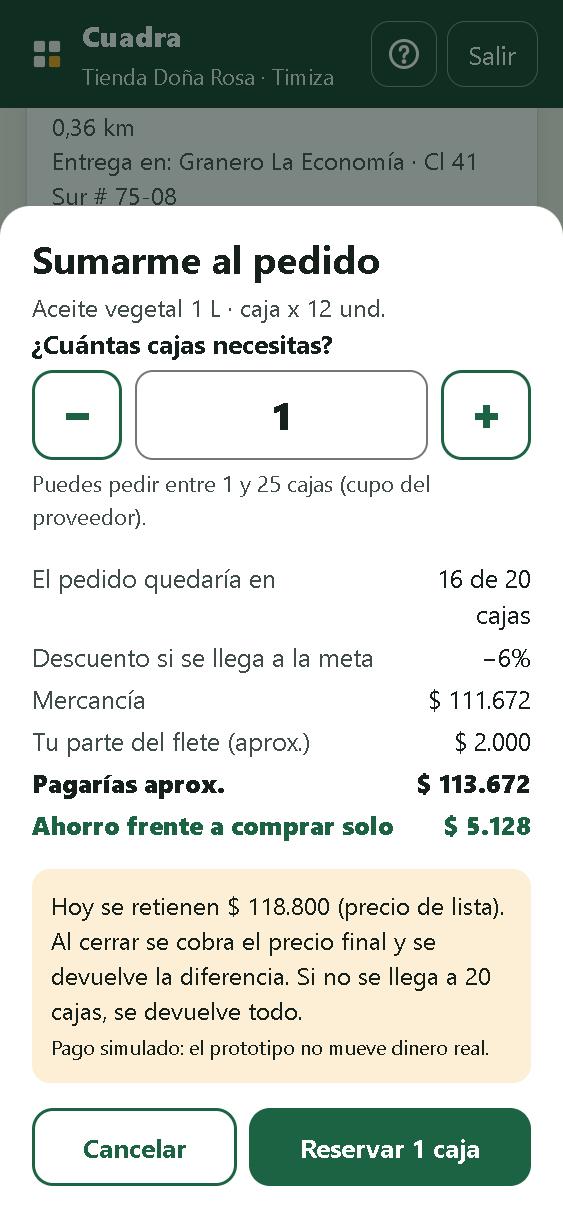 Cuadra
Tienda Doña Rosa · Timiza
Salir
0,36 km
Entrega en: Granero La Economía · Cl 41
Sur # 75-08
Sumarme al pedido
Aceite vegetal 1 L · caja x 12 und.
¿Cuántas cajas necesitas?
−
1
+
Puedes pedir entre 1 y 25 cajas (cupo del
proveedor).
El pedido quedaría en 16 de 20
cajas
Descuento si se llega a la meta −6%
Mercancía $ 111.672
Tu parte del flete (aprox.) $ 2.000
Pagarías aprox. $ 113.672
Ahorro frente a comprar solo $ 5.128
Hoy se retienen $ 118.800 (precio de lista).
Al cerrar se cobra el precio final y se
devuelve la diferencia. Si no se llega a 20
cajas, se devuelve todo.
Pago simulado: el prototipo no mueve dinero real.
Cancelar
Reservar 1 caja